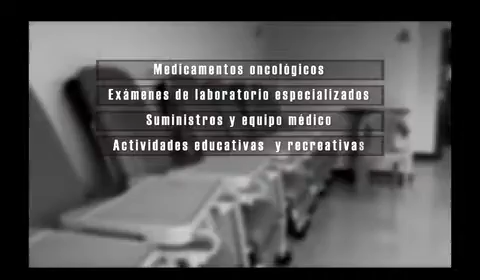 Medicamentos oncológicos
Exámenes de laboratorio especializados
Suministros y equipo médico
Actividades educativas y recreativas